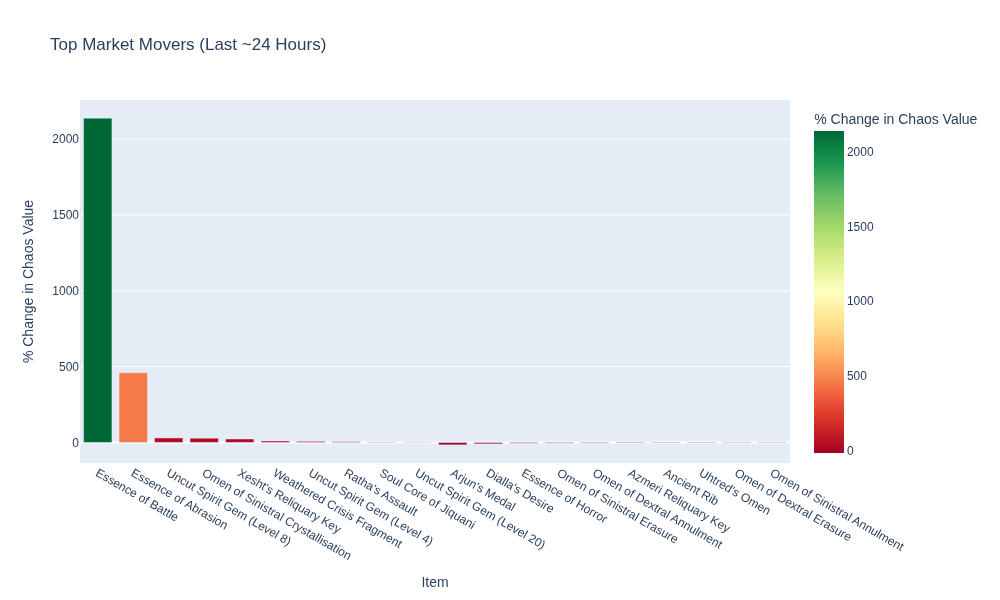 Top Market Movers (Last ~24 Hours)
% Change in Chaos Value
2000
1500
1000
500
0
% Change in Chaos Value
2000
1500
1000
500
0
Essence of Battle
Essence of Abrasion
Uncut Spirit Gem (Level 8)
Omen of Sinistral Crystallisation
Xesht's Reliquary Key
Weathered Crisis Fragment
Uncut Spirit Gem (Level 4)
Ratha's Assault
Soul Core of Jiquani
Uncut Spirit Gem (Level 20)
Arjun's Medal
Dialla's Desire
Essence of Horror
Omen of Sinistral Erasure
Omen of Dextral Annulment
Azmeri Reliquary Key
Ancient Rib
Uhtred's Omen
Omen of Dextral Erasure
Omen of Sinistral Annulment
Item